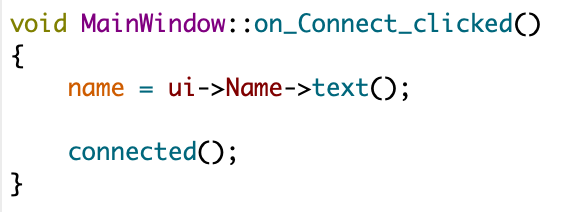 void MainWindow::on_Connect_clicked()
{
    name = ui->Name->text();

    connected();
}